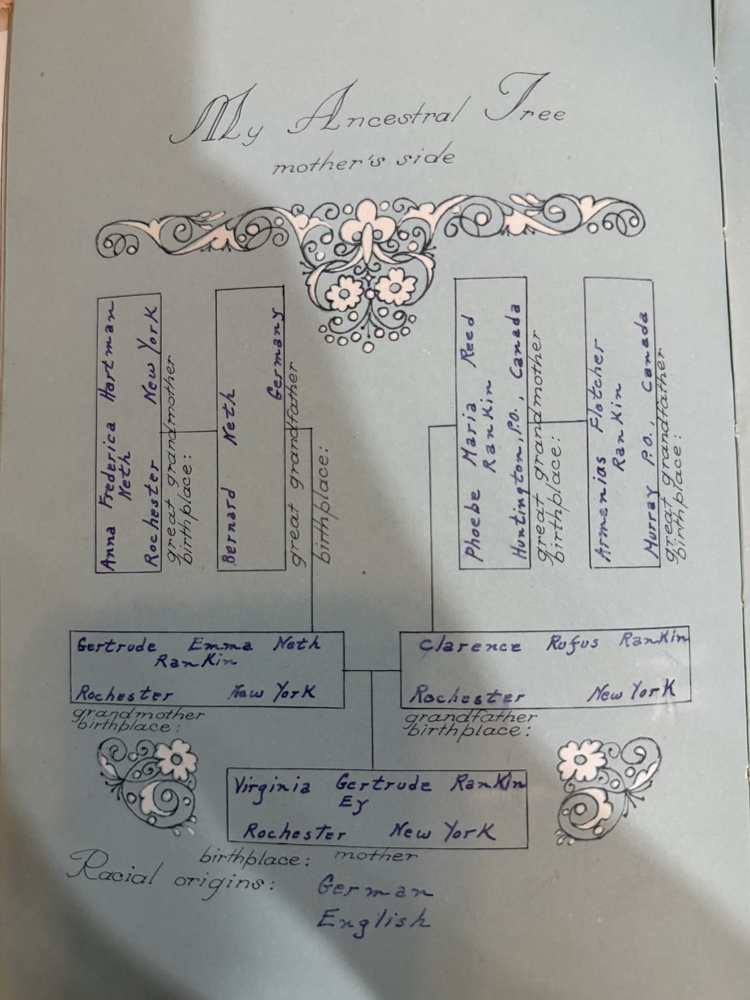 My Ancestral Tree
mother's side
Anna Frederica Hartman
Neth
Rochester New York
great grandmother
birthplace:
Bernard Neth
Germany
great grandfather
birthplace:
Phoebe Maria Reed
Rankin
Huntington, P.O., Canada
great grandmother
birthplace:
Armenias Flotcher
Rankin
Murray P.O., Canada
great grandfather
birthplace:
Gertrude Emma Neth
Rankin
Rochester New York
grandmother
birthplace:
Clarence Rufus Rankin
Rochester New York
grandfather
birthplace:
Virginia Gertrude Rankin
Ey
Rochester New York
birthplace: mother
Racial origins: German
English